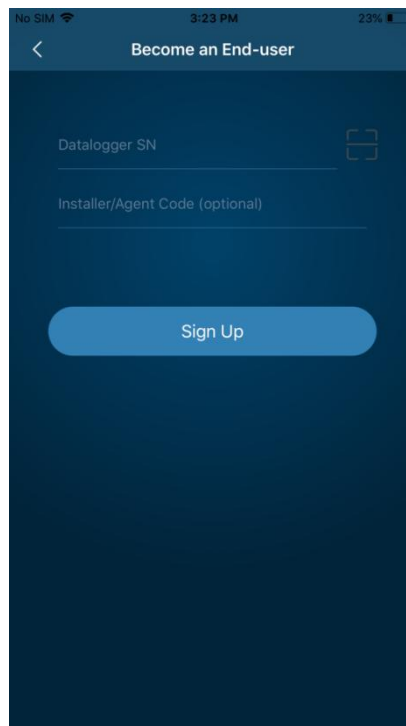 No SIM 3:23 PM 23%
Become an End-user
Datalogger SN
Installer/Agent Code (optional)
Sign Up